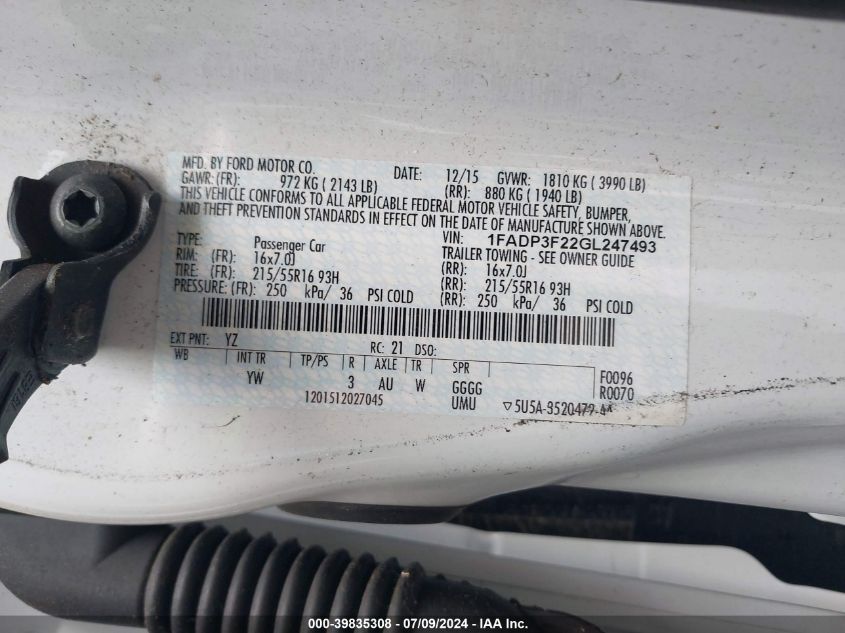 MFD. BY FORD MOTOR CO. DATE: 12/15 GVWR: 1810 KG ( 3990 LB)
GAWR: (FR): 972 KG ( 2143 LB) (RR): 880 KG ( 1940 LB)
THIS VEHICLE CONFORMS TO ALL APPLICABLE FEDERAL MOTOR VEHICLE SAFETY, BUMPER,
AND THEFT PREVENTION STANDARDS IN EFFECT ON THE DATE OF MANUFACTURE SHOWN ABOVE.
TYPE: Passenger Car VIN: 1FADP3F22GL247493
TRAILER TOWING - SEE OWNER GUIDE
RIM: (FR): 16x7.0J (RR): 16x7.0J
TIRE: (FR): 215/55R16 93H (RR): 215/55R16 93H
PRESSURE: (FR): 250 kPa/ 36 PSI COLD (RR): 250 kPa/ 36 PSI COLD
EXT PNT: YZ RC: 21 DSO:
WB INT TR TP/PS R AXLE TR SPR F0096
YW 3 AU W GGGG R0070
1201512027045 UMU ▽5U5A-3520472-
000-39835308 - 07/09/2024 - IAA Inc.